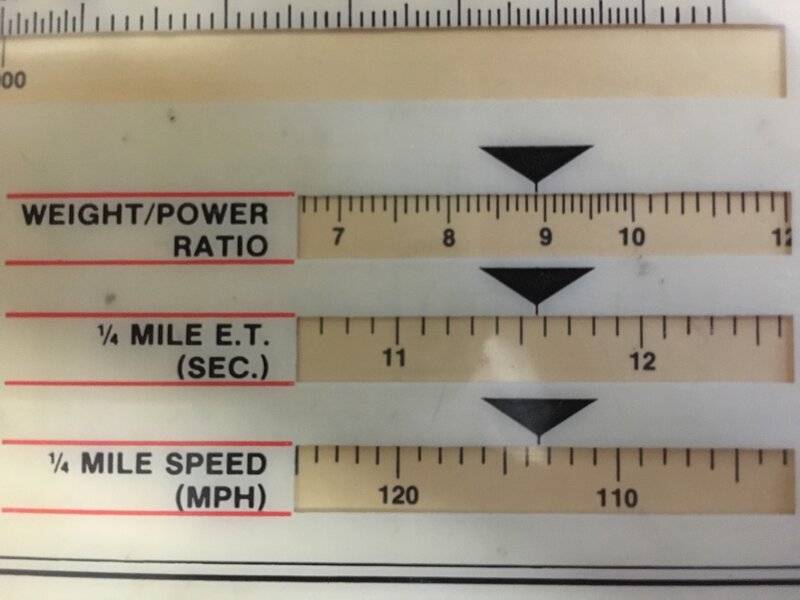 00
WEIGHT/POWER
RATIO
7 8 9 10 12
¼ MILE E.T.
(SEC.)
11 12
¼ MILE SPEED
(MPH)
120 110